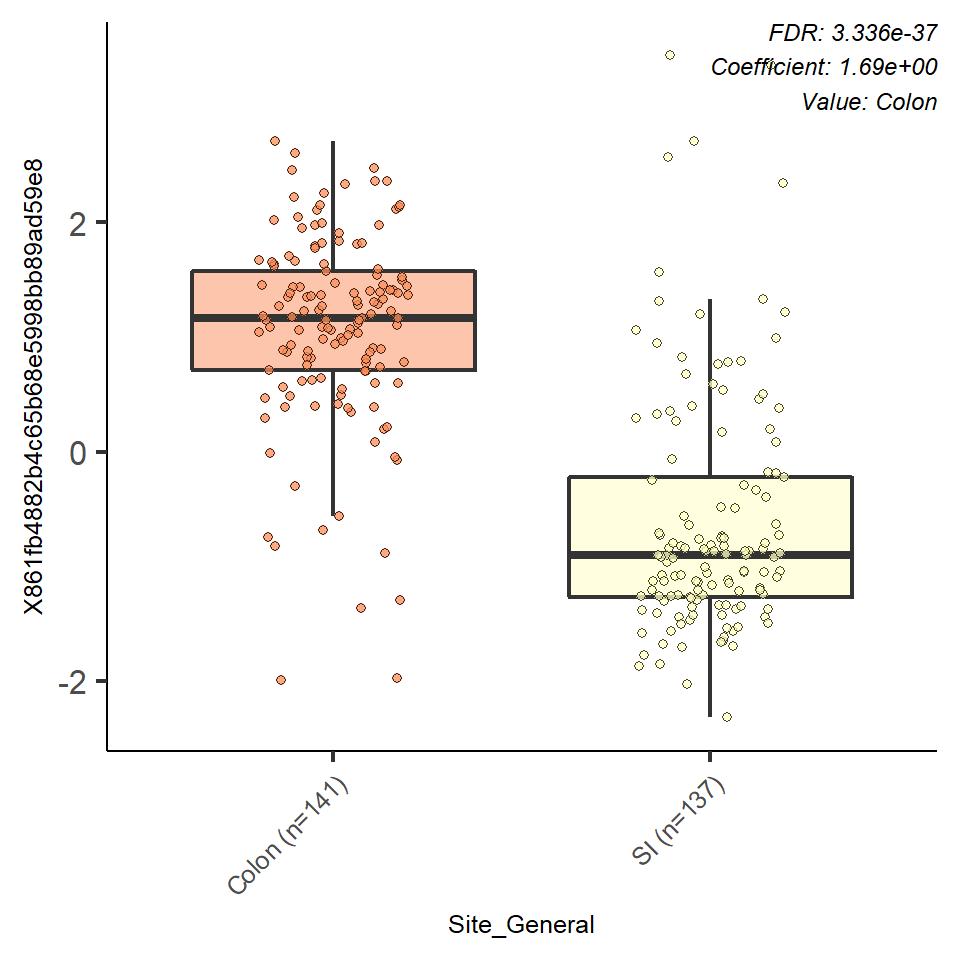 FDR: 3.336e-37
Coefficient: 1.69e+00
Value: Colon
X861fb4882b4c65b68e5998bb89ad59e8
2
0
-2
Colon (n=141)
SI (n=137)
Site_General